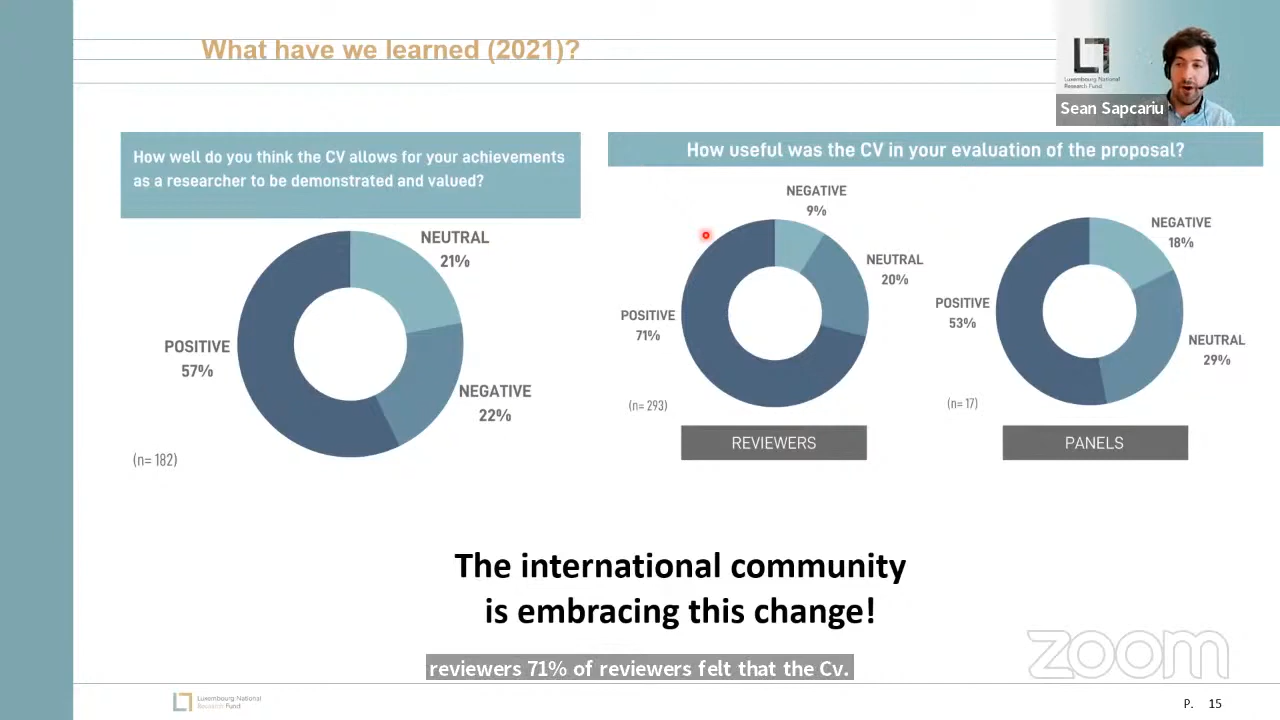 What have we learned (2021)?
Luxembourg National
Research Fund
Sean Sapcariu
How well do you think the CV allows for your achievements
as a researcher to be demonstrated and valued?
NEUTRAL
21%
POSITIVE
57%
NEGATIVE
22%
(n= 182)
How useful was the CV in your evaluation of the proposal?
NEGATIVE
9%
NEUTRAL
20%
POSITIVE
71%
(n= 293)
REVIEWERS
NEGATIVE
18%
POSITIVE
53%
NEUTRAL
29%
(n= 17)
PANELS
The international community
is embracing this change!
zoom
reviewers 71% of reviewers felt that the Cv.
Luxembourg National
Research Fund
P. 15